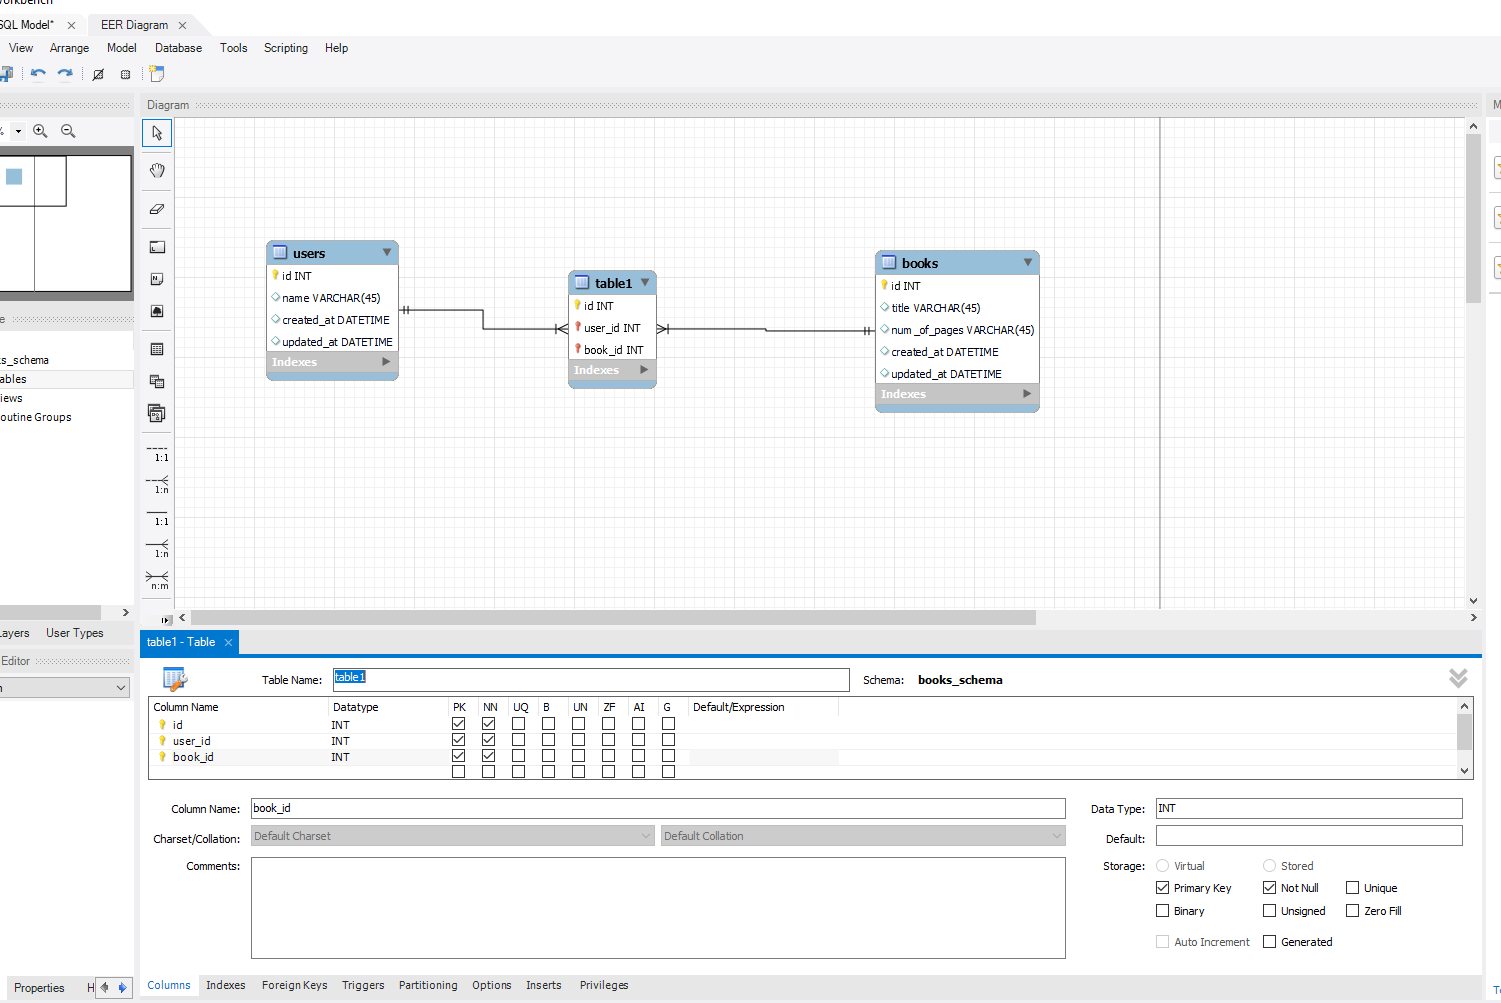 SQL Model*
EER Diagram
View Arrange Model Database Tools Scripting Help
Diagram
users
id INT
name VARCHAR(45)
created_at DATETIME
updated_at DATETIME
Indexes
table1
id INT
user_id INT
book_id INT
Indexes
books
id INT
title VARCHAR(45)
num _of_pages VARCHAR(45)
created_at DATETIME
updated_at DATETIME
Indexes
ks_schema
ables
iews
outine Groups
1:1
1:n
1:1
1:n
n:m
ayers User Types
Editor
table1 - Table
Table Name: table1 Schema: books_schema
Column Name Datatype PK NN UQ B UN ZF AI G Default/Expression
id INT
user_id INT
book_id INT
Column Name: book_id Data Type: INT
Charset/Collation: Default Charset Default Collation Default:
Comments: Storage: Virtual Stored
Primary Key Not Null Unique
Binary Unsigned Zero Fill
Auto Increment Generated
Properties H
Columns Indexes Foreign Keys Triggers Partitioning Options Inserts Privileges